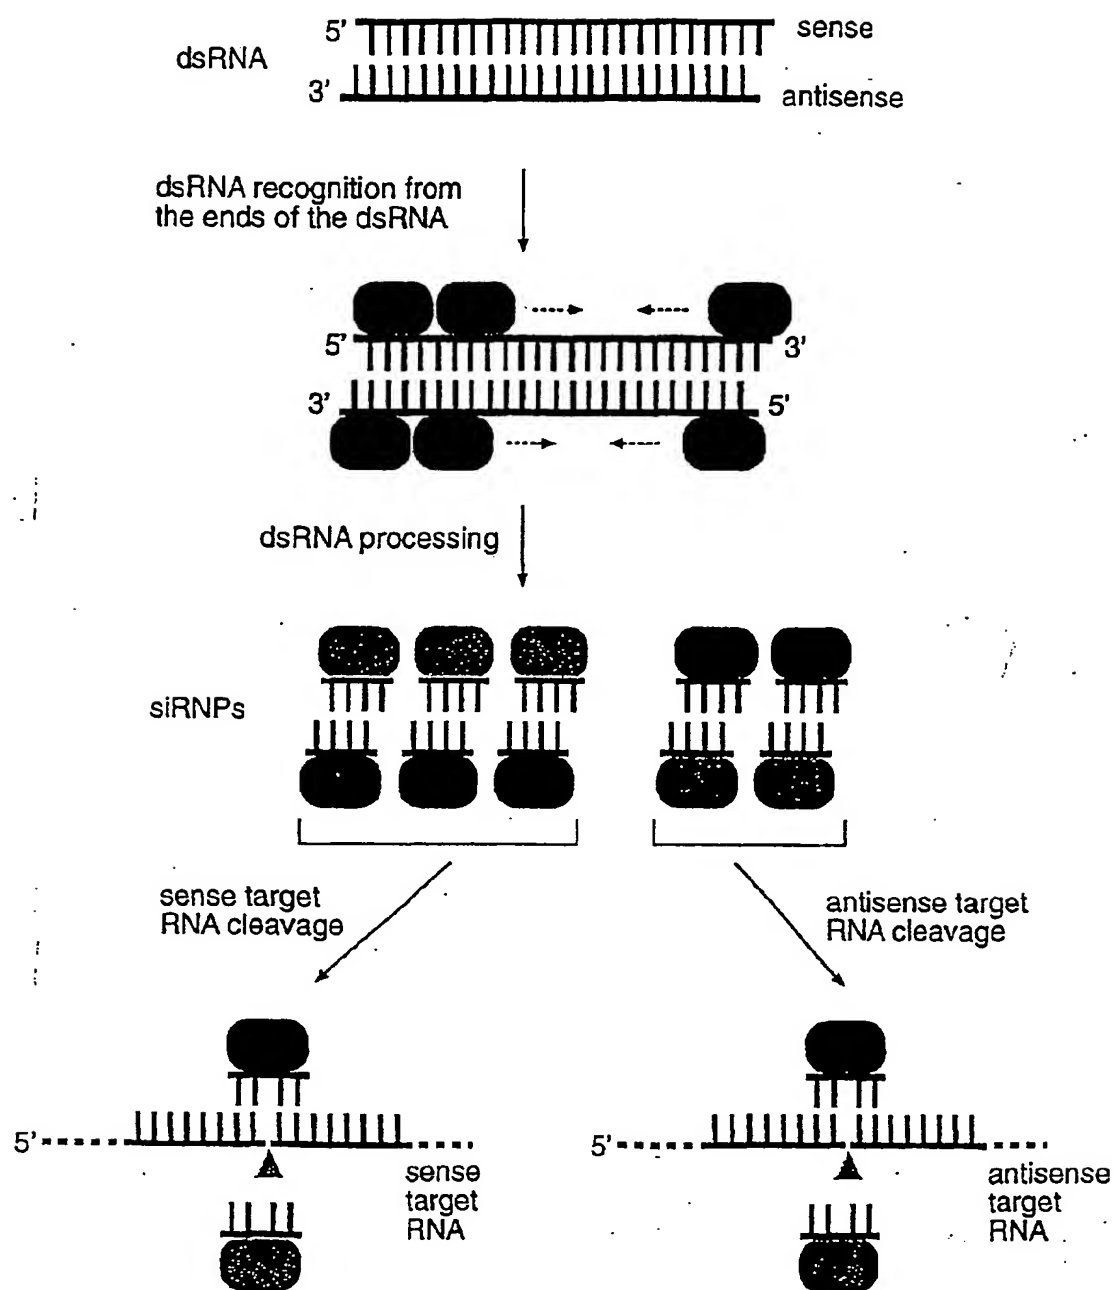 5' sense
dsRNA
3' antisense
dsRNA recognition from
the ends of the dsRNA
5' 3'
3' 5'
dsRNA processing
siRNPs
sense target
RNA cleavage
antisense target
RNA cleavage
5'
sense
target
RNA
5'
antisense
target
RNA